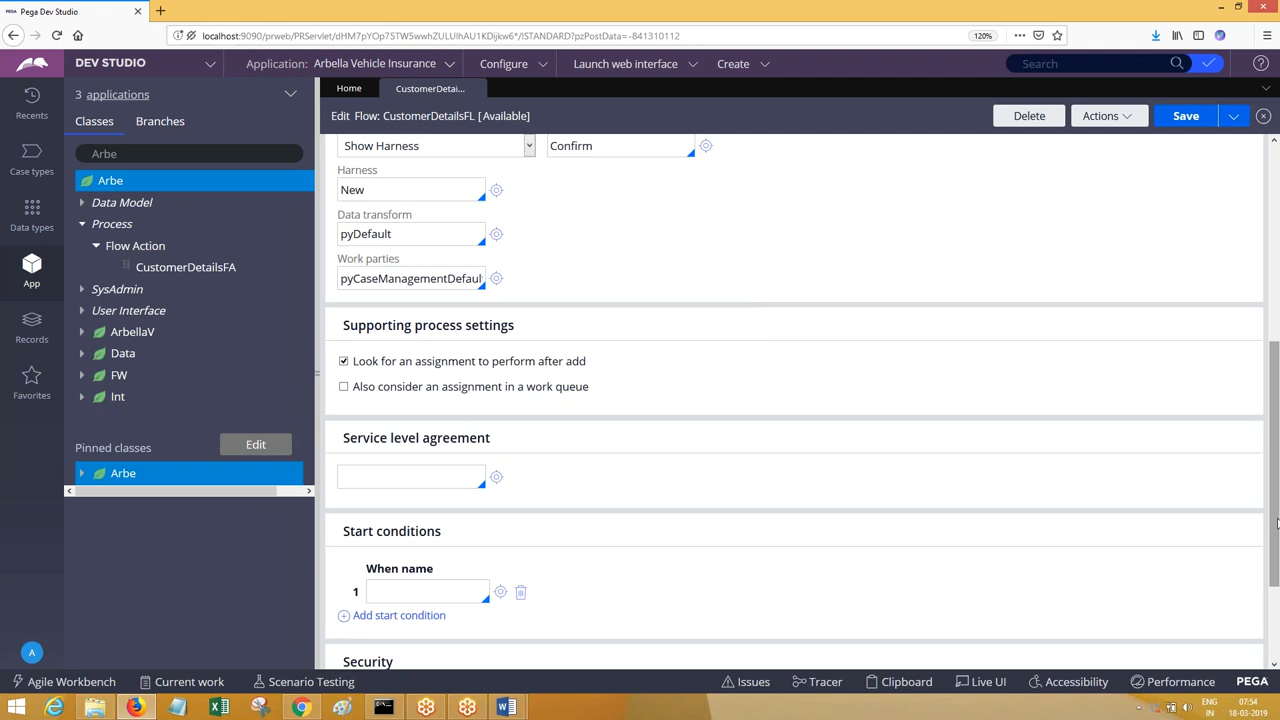 Pega Dev Studio
localhost:9090/prweb/PRServlet/dHM7pYOp75TW5wwhZULUlhAU1KDijkw6*/!STANDARD?pzPostData=-841310112
120%
DEV STUDIO
Application: Arbella Vehicle Insurance
Configure
Launch web interface
Create
Search
3 applications
Home
CustomerDetai...
Recents
Classes
Branches
Edit Flow: CustomerDetailsFL [Available]
Delete
Actions
Save
Arbe
Show Harness
Confirm
Case types
Arbe
Harness
New
Data Model
Data types
Process
Data transform
pyDefault
Flow Action
CustomerDetailsFA
Work parties
pyCaseManagementDefaul
App
SysAdmin
User Interface
ArbellaV
Supporting process settings
Records
Data
Look for an assignment to perform after add
FW
Also consider an assignment in a work queue
Favorites
Int
Pinned classes
Edit
Service level agreement
Arbe
Start conditions
When name
1
Add start condition
A
Security
Agile Workbench
Current work
Scenario Testing
Issues
Tracer
Clipboard
Live UI
Accessibility
Performance
PEGA
ENG
IN
07:54
18-03-2019